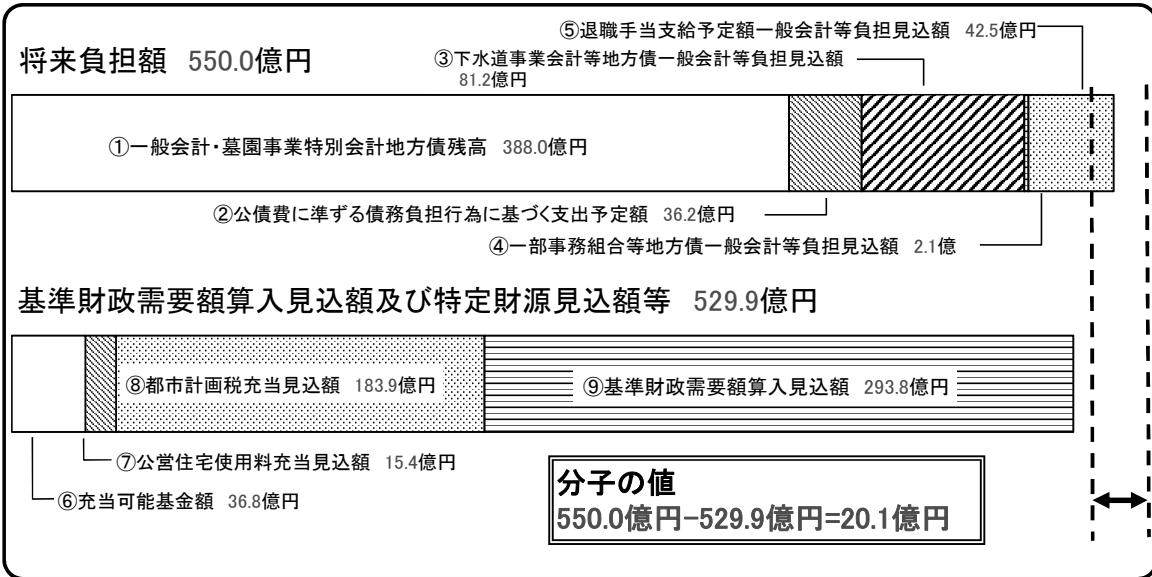 ⑤退職手当支給予定額一般会計等負担見込額 42.5億円
将来負担額 550.0億円
③下水道事業会計等地方債一般会計等負担見込額
81.2億円
①一般会計・墓園事業特別会計地方債残高 388.0億円
②公債費に準ずる債務負担行為に基づく支出予定額 36.2億円
④一部事務組合等地方債一般会計等負担見込額 2.1億
基準財政需要額算入見込額及び特定財源見込額等 529.9億円
⑧都市計画税充当見込額 183.9億円
⑨基準財政需要額算入見込額 293.8億円
⑦公営住宅使用料充当見込額 15.4億円
⑥充当可能基金額 36.8億円
分子の値
550.0億円−529.9億円=20.1億円